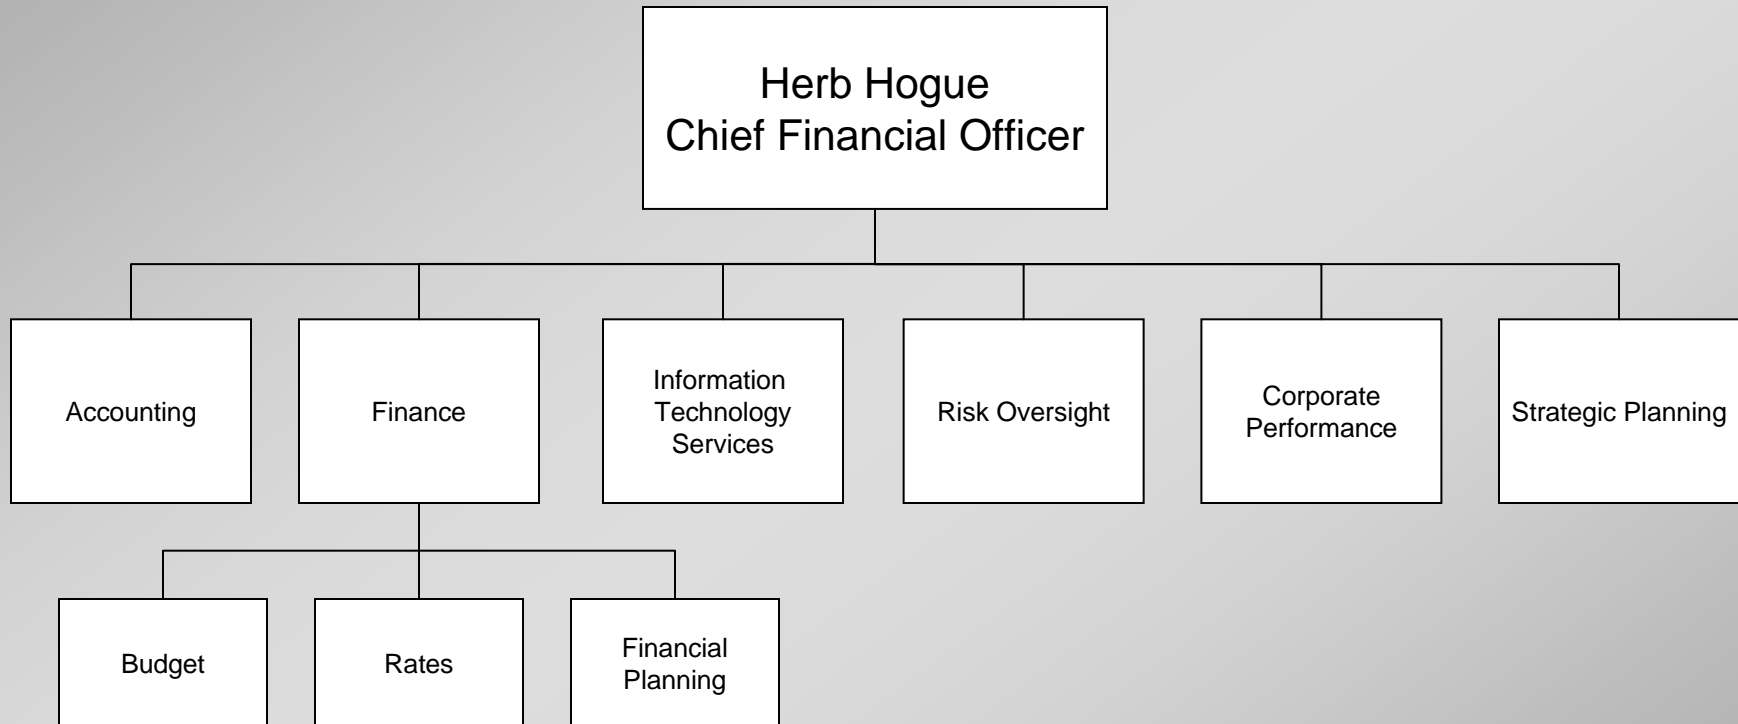 Herb Hogue
Chief Financial Officer
Accounting
Finance
Information
Technology
Services
Risk Oversight
Corporate
Performance
Strategic Planning
Budget
Rates
Financial
Planning